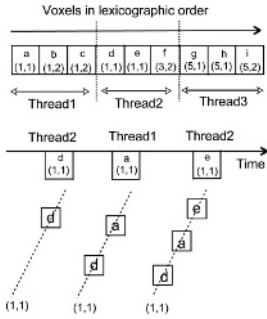 Voxels in lexicographic order
a b c d e f g h i
(1,1) (1,2) (1,2) (1,1) (1,1) (3,2) (5,1) (5,1) (5,2)
Thread1 Thread2 Thread3
Thread2 Thread1 Thread2
d a e
(1,1) (1,1) (1,1)
Time
d a e
d a
d
(1,1) (1,1) (1,1)